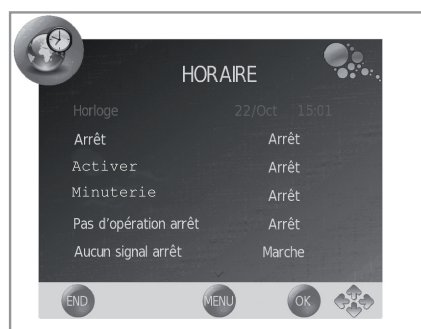 HORAIRE
Horloge 22/Oct 15:01
Arrêt Arrêt
Activer Arrêt
Minuterie Arrêt
Pas d'opération arrêt Arrêt
Aucun signal arrêt Marche
END MENU OK